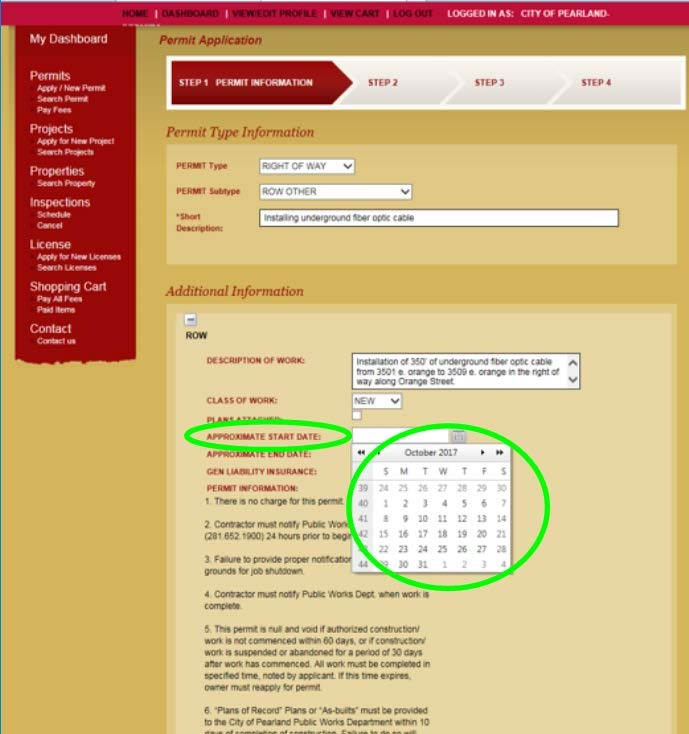 HOME | DASHBOARD | VIEW/EDIT PROFILE | VIEW CART | LOG OUT LOGGED IN AS: CITY OF PEARLAND-
My Dashboard
Permits
Apply / New Permit
Search Permit
Pay Fees
Projects
Apply for New Project
Search Projects
Properties
Search Property
Inspections
Schedule
Cancel
License
Apply for New Licenses
Search Licenses
Shopping Cart
Pay All Fees
Paid Items
Contact
Contact us
Permit Application
STEP 1 PERMIT INFORMATION STEP 2 STEP 3 STEP 4
Permit Type Information
PERMIT Type RIGHT OF WAY
PERMIT Subtype ROW OTHER
*Short Description: Installing underground fiber optic cable
Additional Information
ROW
DESCRIPTION OF WORK: Installation of 350' of underground fiber optic cable
from 3501 e. orange to 3509 e. orange in the right of
way along Orange Street.
CLASS OF WORK: NEW
PLANS ATTACHED:
APPROXIMATE START DATE:
APPROXIMATE END DATE:
GEN LIABILITY INSURANCE:
PERMIT INFORMATION:
October 2017
S M T W T F S
39 24 25 26 27 28 29 30
40 1 2 3 4 5 6 7
41 8 9 10 11 12 13 14
42 15 16 17 18 19 20 21
22 23 24 25 26 27 28
44 29 30 31 1 2 3 4
1. There is no charge for this permit.
2. Contractor must notify Public Work
(281.652.1900) 24 hours prior to begin
3. Failure to provide proper notification
grounds for job shutdown.
4. Contractor must notify Public Works Dept. when work is
complete.
5. This permit is null and void if authorized construction/
work is not commenced within 60 days, or if construction/
work is suspended or abandoned for a period of 30 days
after work has commenced. All work must be completed in
specified time, noted by applicant. If this time expires,
owner must reapply for permit.
6. "Plans of Record" Plans or "As-builts" must be provided
to the City of Pearland Public Works Department within 10
days of completion of construction. Failure to do so will